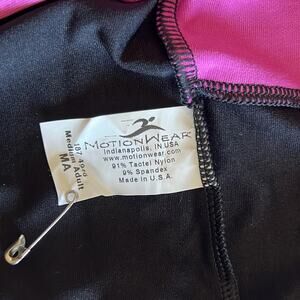 MOTIONWEAR
Indianapolis, IN USA
www.motionwear.com
91% Tactel Nylon
9% Spandex
Made in U.S.A.
Medium Adult
MA